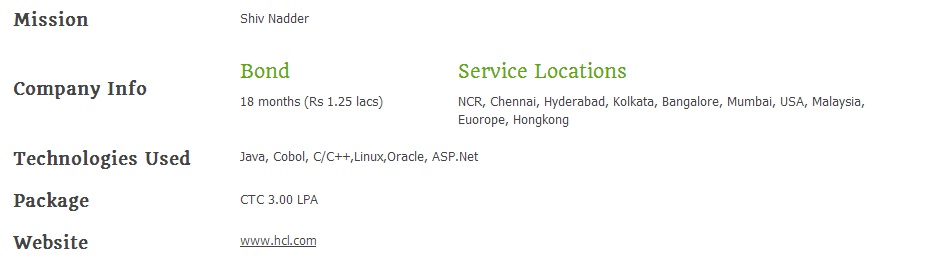 Mission
Shiv Nadder
Company Info
Bond
18 months (Rs 1.25 lacs)
Service Locations
NCR, Chennai, Hyderabad, Kolkata, Bangalore, Mumbai, USA, Malaysia,
Euorope, Hongkong
Technologies Used
Java, Cobol, C/C++,Linux,Oracle, ASP.Net
Package
CTC 3.00 LPA
Website
www.hcl.com